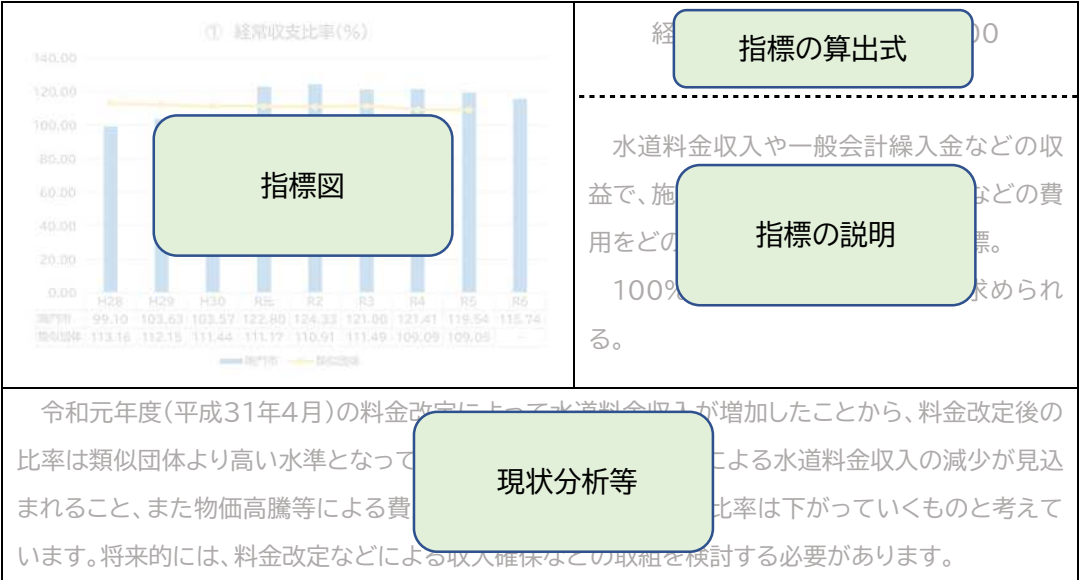 ① 経常収支比率(%)
140.00
120.00
100.00
80.00
60.00
40.00
20.00
0.00
H28 H29 H30 R元 R2 R3 R4 R5 R6
鳴門市 99.10 103.63 103.57 122.80 124.33 121.00 121.41 119.54 115.74
類似団体 113.16 112.15 111.44 111.17 110.91 111.49 109.09 109.05 -
鳴門市 類似団体
指標図
経 00
指標の算出式
水道料金収入や一般会計繰入金などの収
益で、施 などの費
用をどの 標。
指標の説明
100% 求められ
る。
令和元年度(平成31年4月)の料金改定によって水道料金収入が増加したことから、料金改定後の
比率は類似団体より高い水準となって による水道料金収入の減少が見込
現状分析等
まれること、また物価高騰等による費 比率は下がっていくものと考えて
います。将来的には、料金改定などによる収入確保などの取組を検討する必要があります。